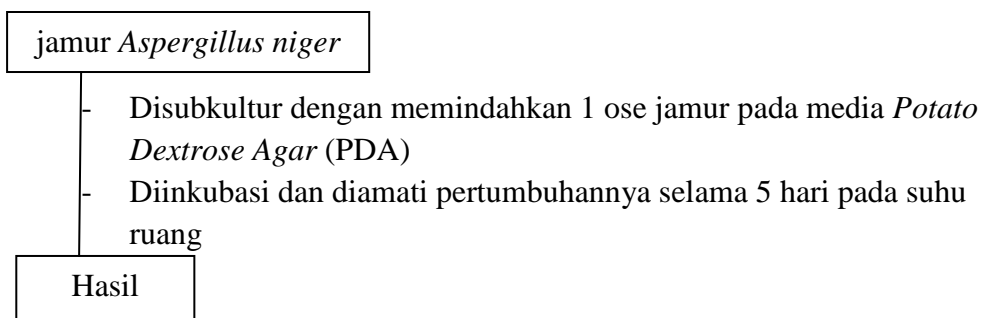 jamur Aspergillus niger
- Disubkultur dengan memindahkan 1 ose jamur pada media Potato
Dextrose Agar (PDA)
- Diinkubasi dan diamati pertumbuhannya selama 5 hari pada suhu
ruang
Hasil